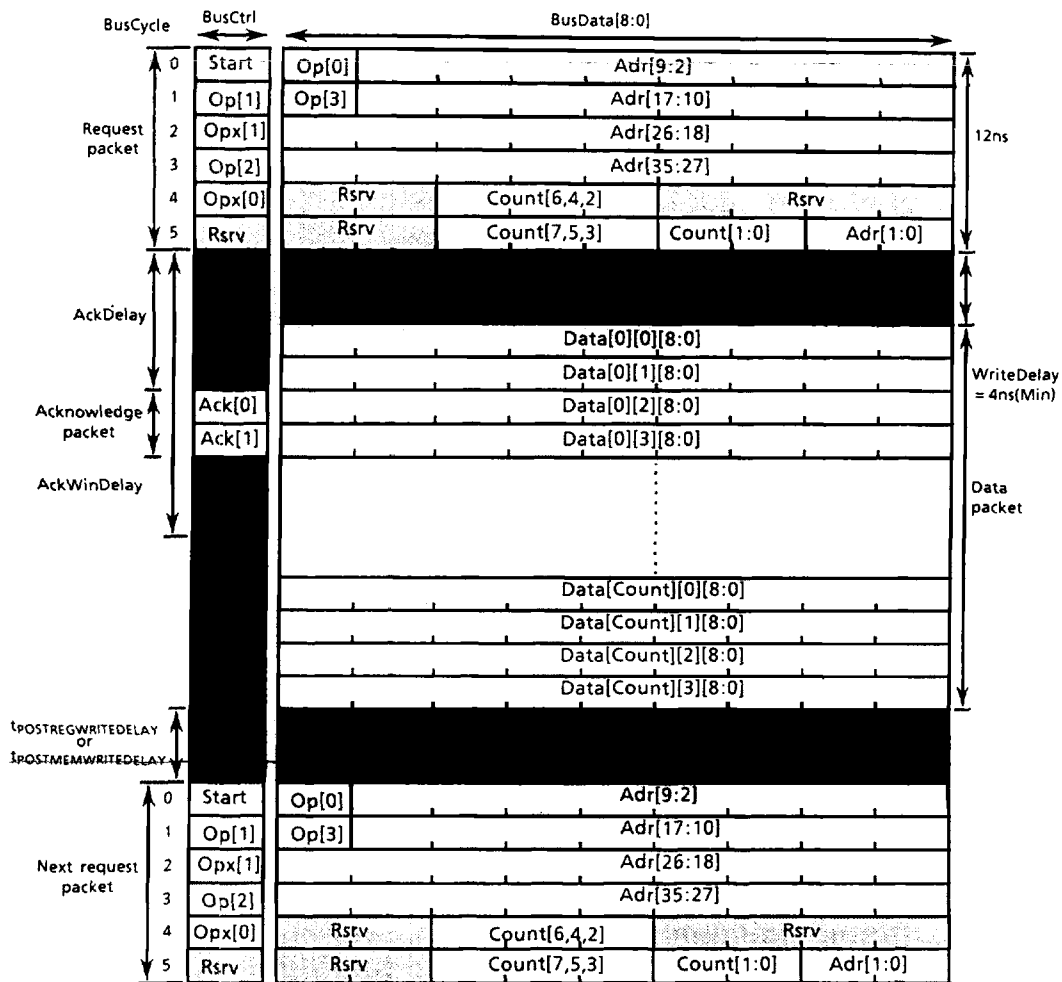 BusCycle BusCtrl BusData[8:0]
0 Start Op[0] Adr[9:2]
1 Op[1] Op[3] Adr[17:10]
Request packet
2 Opx[1] Adr[26:18]
12ns
3 Op[2] Adr[35:27]
4 Opx[0] Rsrv Count[6,4,2] Rsrv
5 Rsrv Rsrv Count[7,5,3] Count[1:0] Adr[1:0]
AckDelay
Data[0][0][8:0]
Data[0][1][8:0]
WriteDelay
= 4ns(Min)
Acknowledge
packet
Ack[0] Data[0][2][8:0]
Ack[1] Data[0][3][8:0]
AckWinDelay
Data
packet
Data[Count][0][8:0]
Data[Count][1][8:0]
Data[Count][2][8:0]
Data[Count][3][8:0]
tPOSTREGWRITEDELAY
or
tPOSTMEMWRITEDELAY
0 Start Op[0] Adr[9:2]
1 Op[1] Op[3] Adr[17:10]
Next request
packet
2 Opx[1] Adr[26:18]
3 Op[2] Adr[35:27]
4 Opx[0] Rsrv Count[6,4,2] Rsrv
5 Rsrv Rsrv Count[7,5,3] Count[1:0] Adr[1:0]